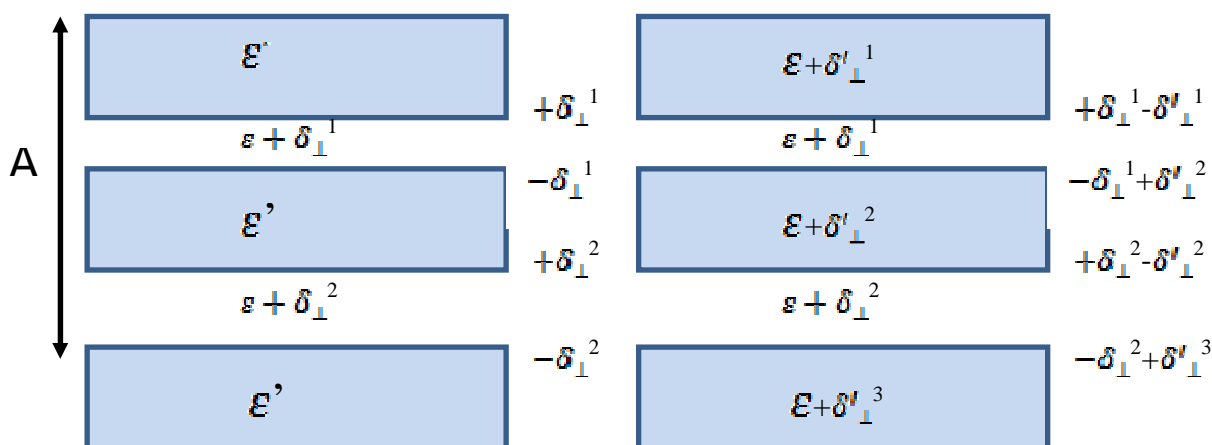 ε’
ε+δ'⊥¹
+δ⊥¹
+δ⊥¹-δ'⊥¹
ε + δ⊥¹
ε + δ⊥¹
A
−δ⊥¹
−δ⊥¹+δ'⊥²
ε’
ε+δ'⊥²
+δ⊥²
+δ⊥²-δ'⊥²
ε + δ⊥²
ε + δ⊥²
−δ⊥²
−δ⊥²+δ'⊥³
ε’
ε+δ'⊥³